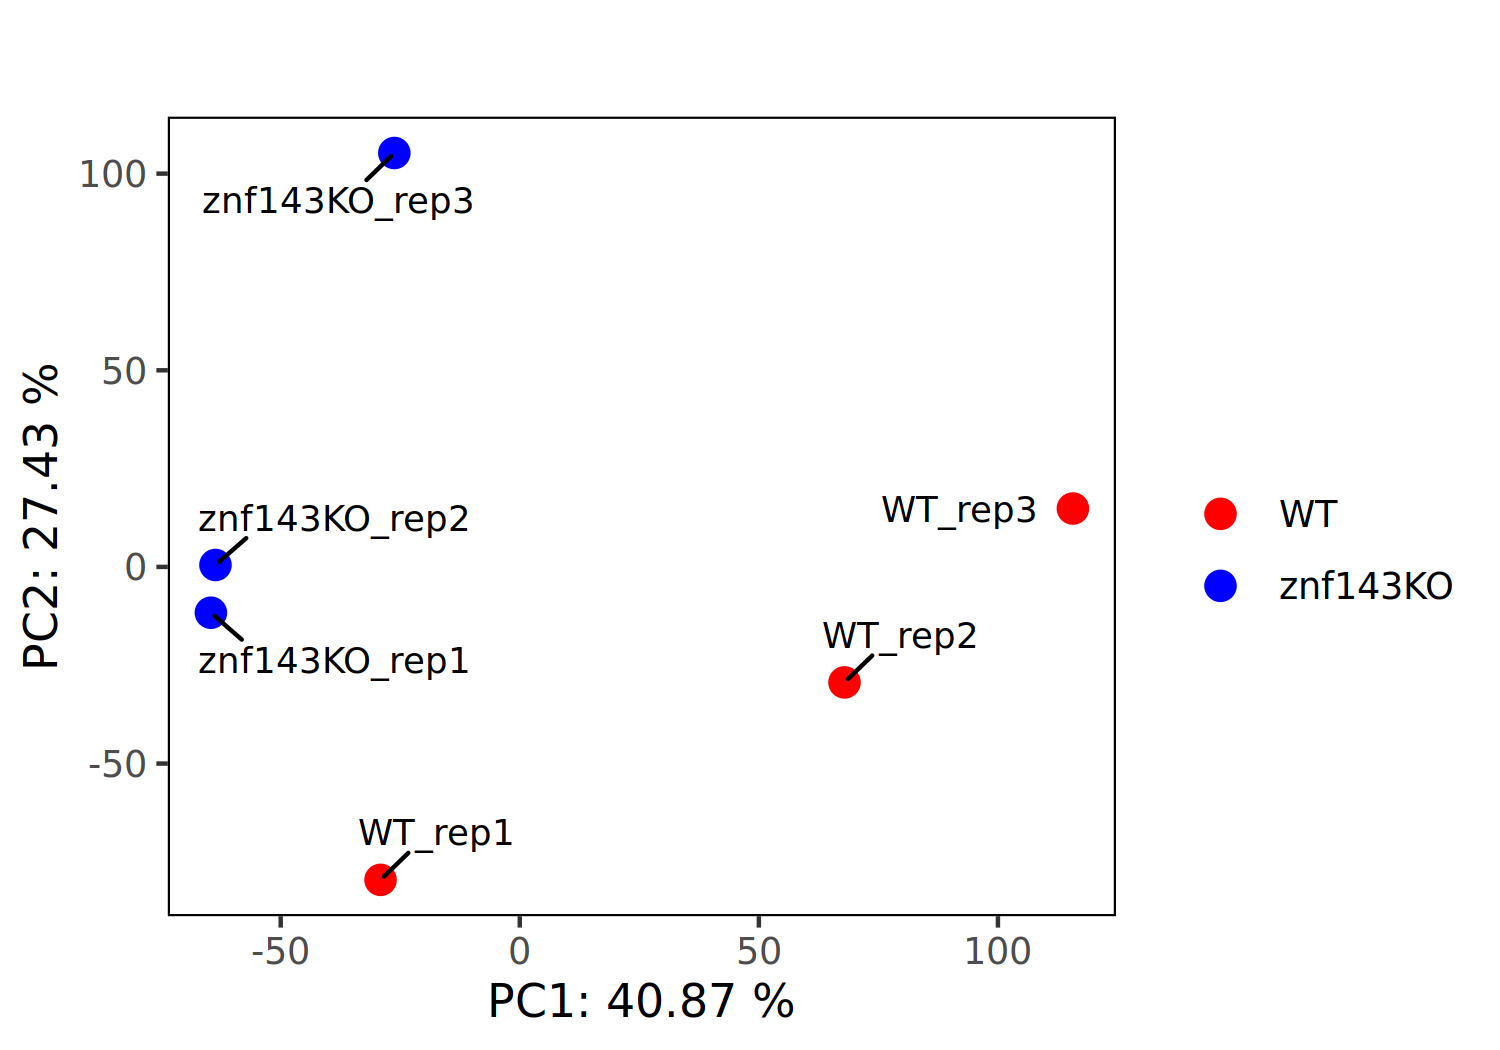 100
50
0
-50
PC2: 27.43 %
znf143KO_rep3
znf143KO_rep2
znf143KO_rep1
WT_rep3
WT_rep2
WT_rep1
-50
0
50
100
PC1: 40.87 %
WT
znf143KO